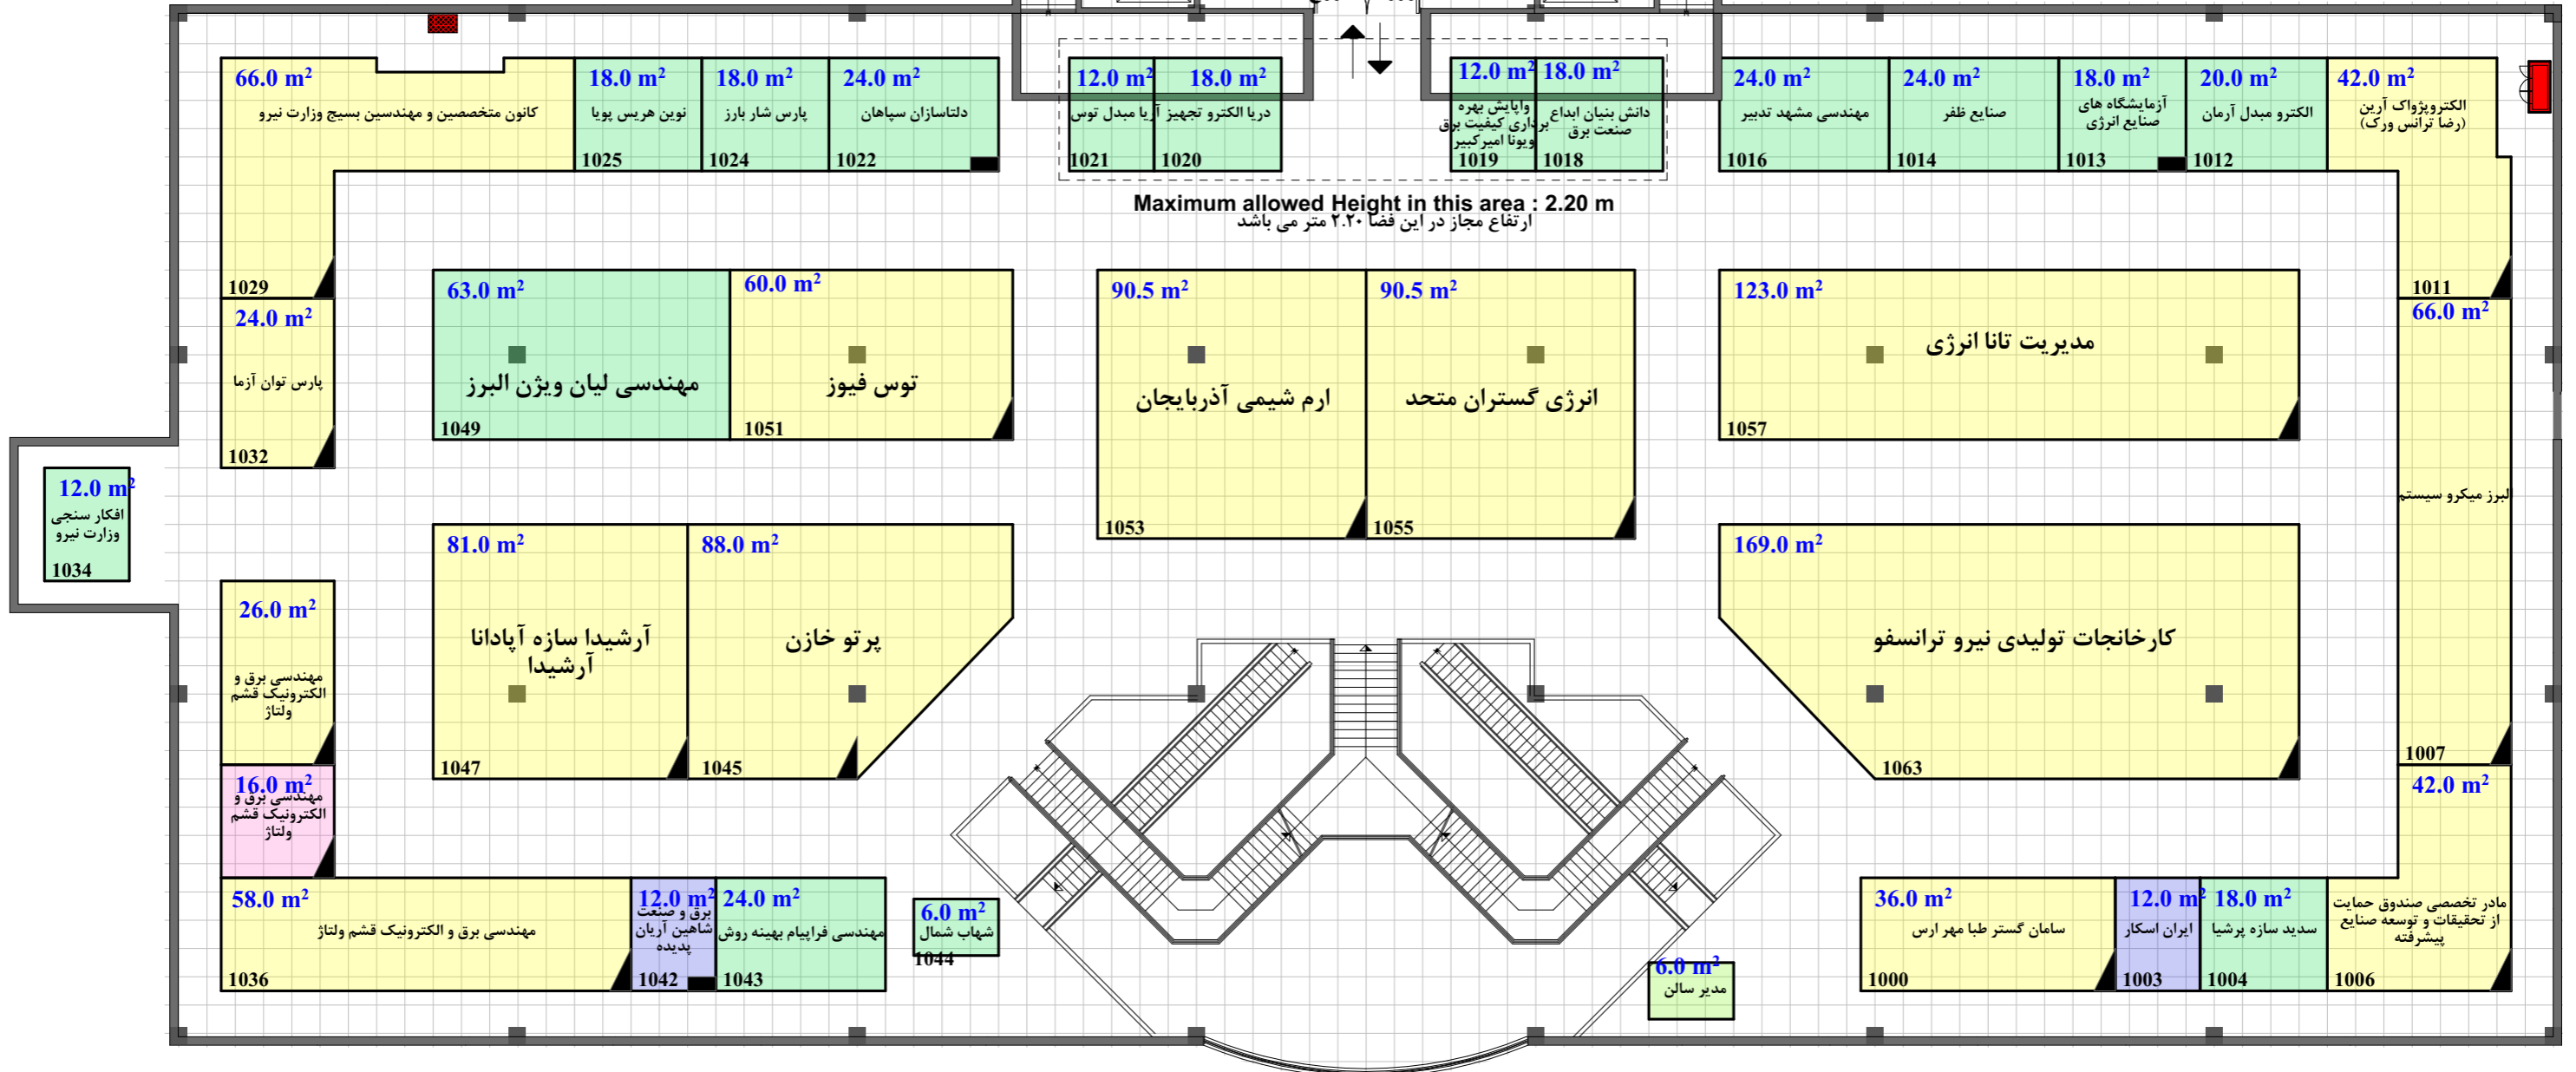 66.0 m²
کانون متخصصین و مهندسین بسیج وزارت نیرو
1029
18.0 m²
نوین هریس پویا
1025
18.0 m²
پارس شار بارز
1024
24.0 m²
دلتاسازان سپاهان
1022
12.0 m²
آریا مبدل توس
1021
18.0 m²
دریا الکترو تجهیز
1020
12.0 m²
واپایش بهره
برداری کیفیت برق
ویونا امیرکبیر
1019
18.0 m²
دانش بنیان ابداع
صنعت برق
1018
24.0 m²
مهندسی مشهد تدبیر
1016
24.0 m²
صنایع ظفر
1014
18.0 m²
آزمایشگاه های
صنایع انرژی
1013
20.0 m²
الکترو مبدل آرمان
1012
42.0 m²
الکتروپژواک آرین
(رضا ترانس ورک)
1011
Maximum allowed Height in this area : 2.20 m
ارتفاع مجاز در این فضا ۲.۲۰ متر می باشد
24.0 m²
پارس توان آزما
1032
63.0 m²
مهندسی لیان ویژن البرز
1049
60.0 m²
توس فیوز
1051
90.5 m²
ارم شیمی آذربایجان
1053
90.5 m²
انرژی گستران متحد
1055
123.0 m²
مدیریت تانا انرژی
1057
66.0 m²
لبرز میکرو سیستم
1007
12.0 m²
افکار سنجی
وزارت نیرو
1034
81.0 m²
آرشیدا سازه آپادانا
آرشیدا
1047
88.0 m²
پرتو خازن
1045
169.0 m²
کارخانجات تولیدی نیرو ترانسفو
1063
26.0 m²
مهندسی برق و
الکترونیک قشم
ولتاژ
16.0 m²
مهندسی برق و
الکترونیک قشم
ولتاژ
58.0 m²
مهندسی برق و الکترونیک قشم ولتاژ
1036
12.0 m²
برق و صنعت
شاهین آریان
پدیده
1042
24.0 m²
مهندسی فراپیام بهینه روش
1043
6.0 m²
شهاب شمال
1044
6.0 m²
مدیر سالن
36.0 m²
سامان گستر طبا مهر ارس
1000
12.0 m²
ایران اسکار
1003
18.0 m²
سدید سازه پرشیا
1004
42.0 m²
مادر تخصصی صندوق حمایت
از تحقیقات و توسعه صنایع
پیشرفته
1006